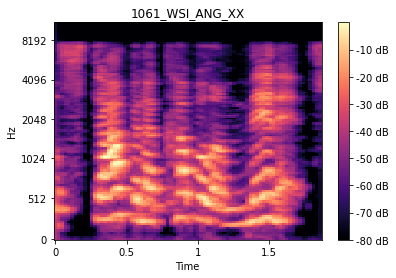 1061_WSI_ANG_XX
8192
4096
2048
1024
512
0
Hz
0
0.5
1
1.5
Time
-10 dB
-20 dB
-30 dB
-40 dB
-50 dB
-60 dB
-70 dB
-80 dB